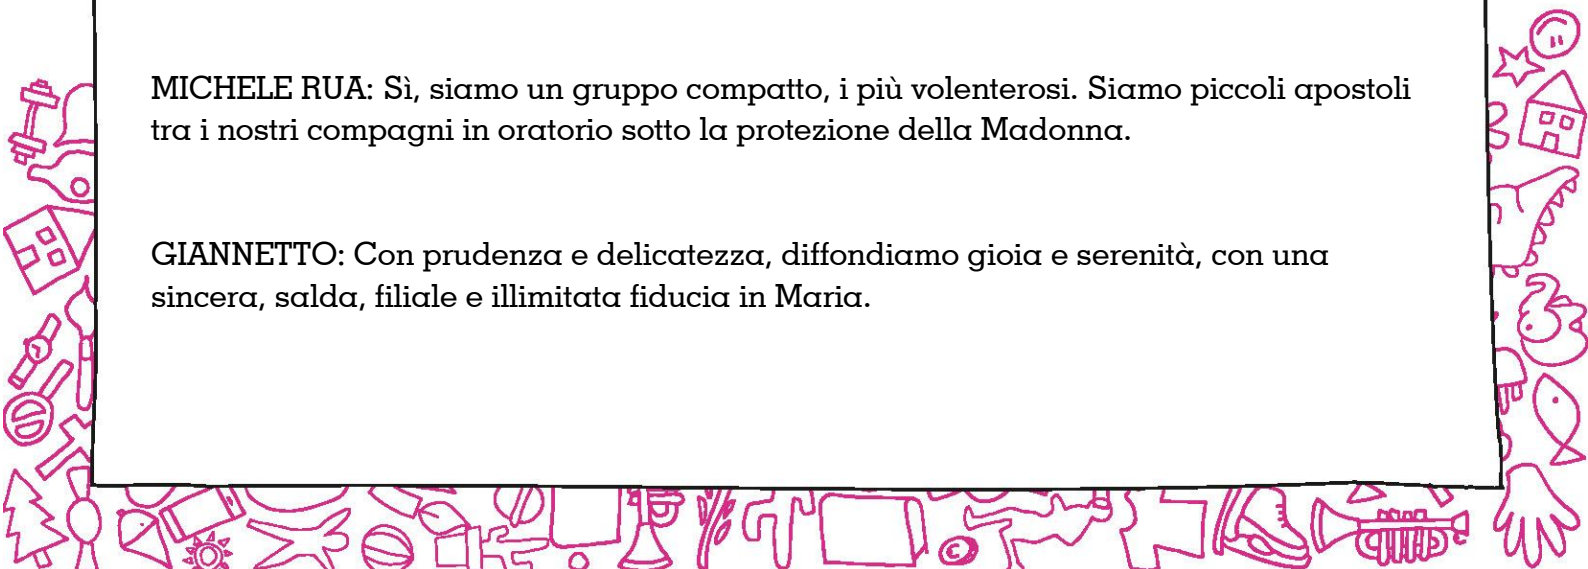 MICHELE RUA: Sì, siamo un gruppo compatto, i più volenterosi. Siamo piccoli apostoli
tra i nostri compagni in oratorio sotto la protezione della Madonna.
GIANNETTO: Con prudenza e delicatezza, diffondiamo gioia e serenità, con una
sincera, salda, filiale e illimitata fiducia in Maria.